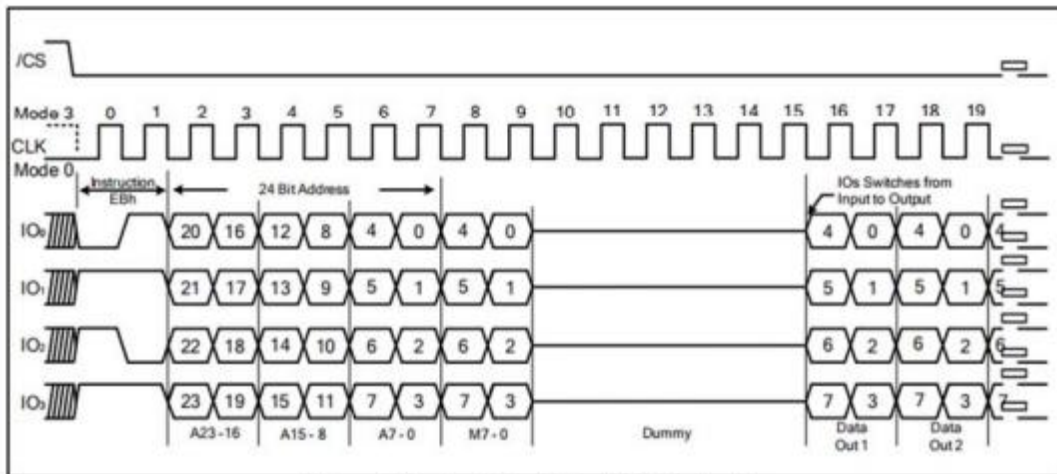 /CS
Mode 3 0 1 2 3 4 5 6 7 8 9 10 11 12 13 14 15 16 17 18 19
CLK
Mode 0
Instruction
EBh
24 Bit Address
IOs Switches from
Input to Output
IO₀ 20 16 12 8 4 0 4 0 4 0 4 0 4
IO₁ 21 17 13 9 5 1 5 1 5 1 5 1 5
IO₂ 22 18 14 10 6 2 6 2 6 2 6 2 6
IO₃ 23 19 15 11 7 3 7 3 7 3 7 3 7
A23-16 A15-8 A7-0 M7-0 Dummy Data
Out 1 Data
Out 2